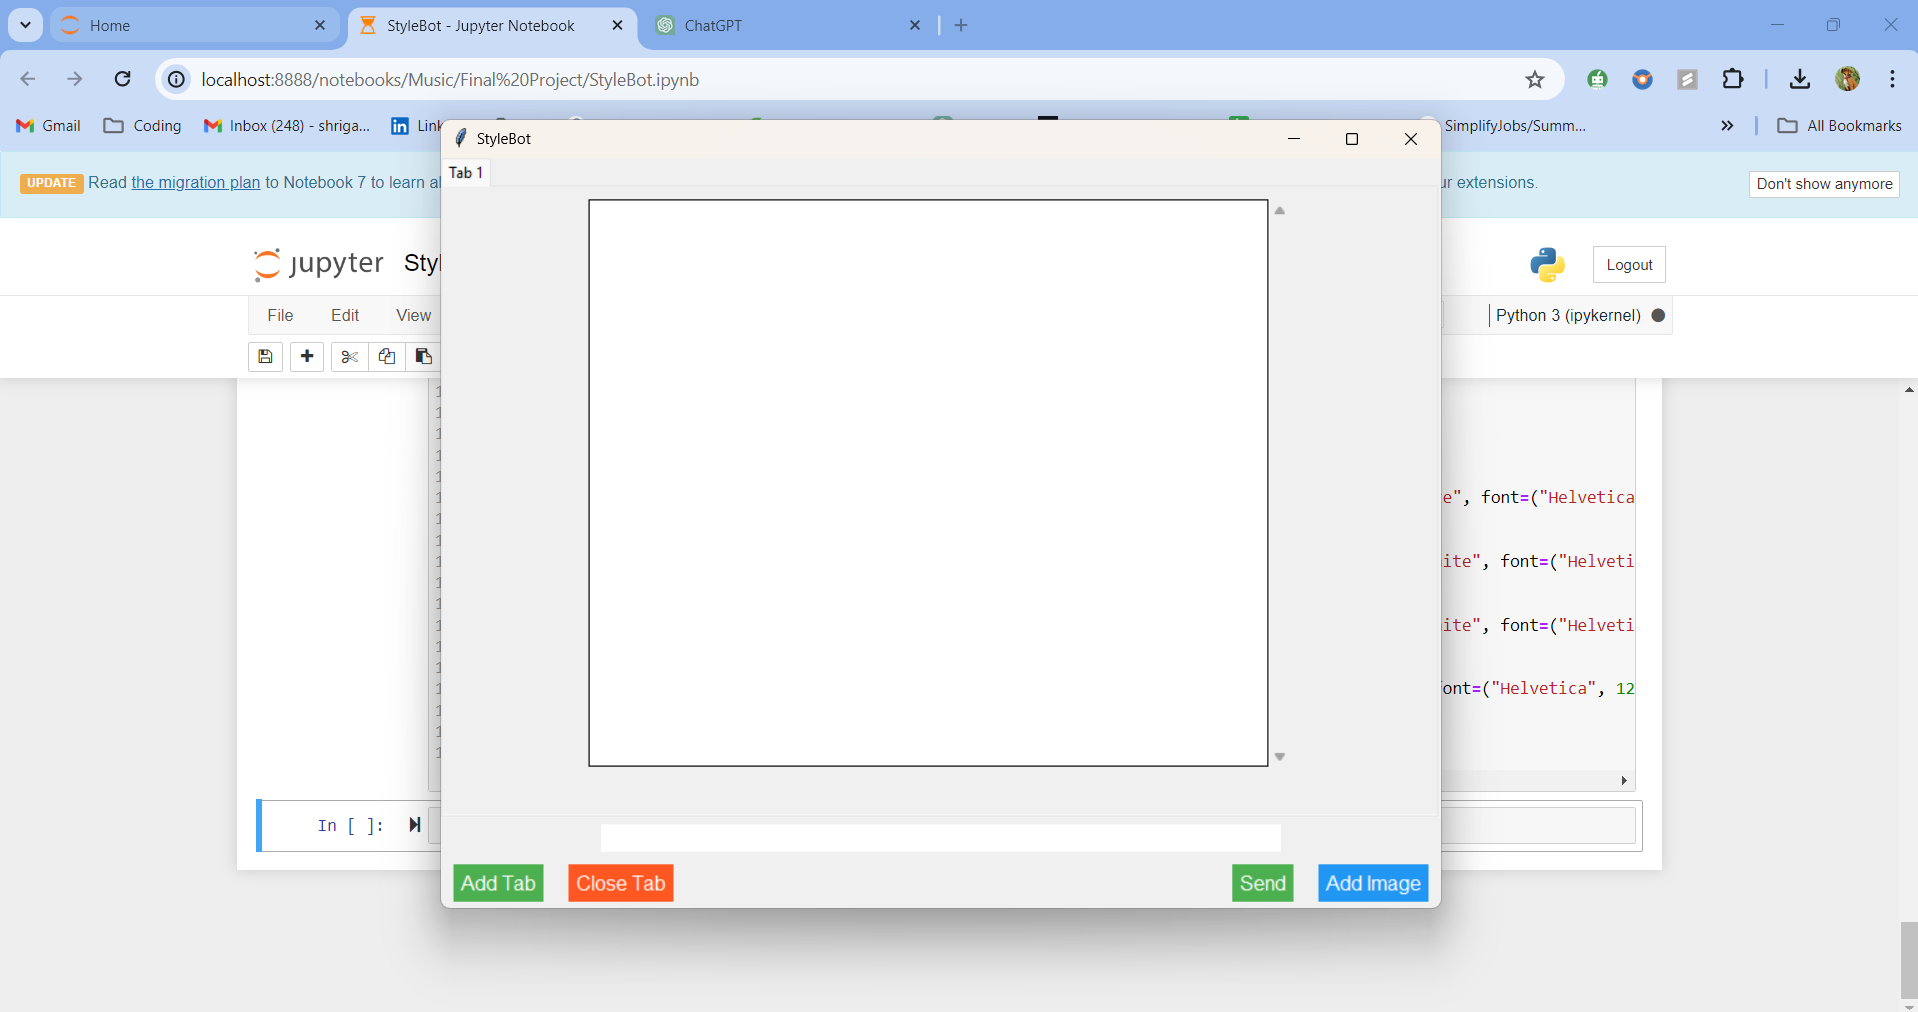 Home
StyleBot - Jupyter Notebook
ChatGPT
localhost:8888/notebooks/Music/Final%20Project/StyleBot.ipynb
Gmail
Coding
Inbox (248) - shriga...
SimplifyJobs/Summ...
All Bookmarks
StyleBot
Tab 1
UPDATE Read the migration plan to Notebook 7 to learn
extensions.
Don't show anymore
jupyter
Logout
File Edit View
Python 3 (ipykernel)
e", font=("Helvetica
ite", font=("Helveti
ite", font=("Helveti
ont=("Helvetica", 12
In [ ]:
Add Tab
Close Tab
Send
Add Image